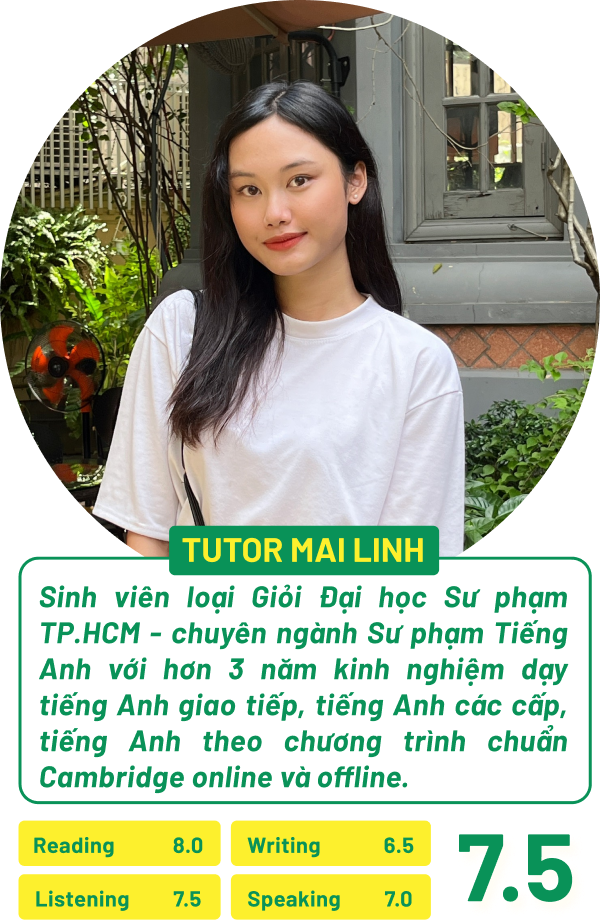 TUTOR MAI LINH
Sinh viên loại Giỏi Đại học Sư phạm
TP.HCM - chuyên ngành Sư phạm Tiếng
Anh với hơn 3 năm kinh nghiệm dạy
tiếng Anh giao tiếp, tiếng Anh các cấp,
tiếng Anh theo chương trình chuẩn
Cambridge online và offline.
Reading 8.0
Writing 6.5
Listening 7.5
Speaking 7.0
7.5